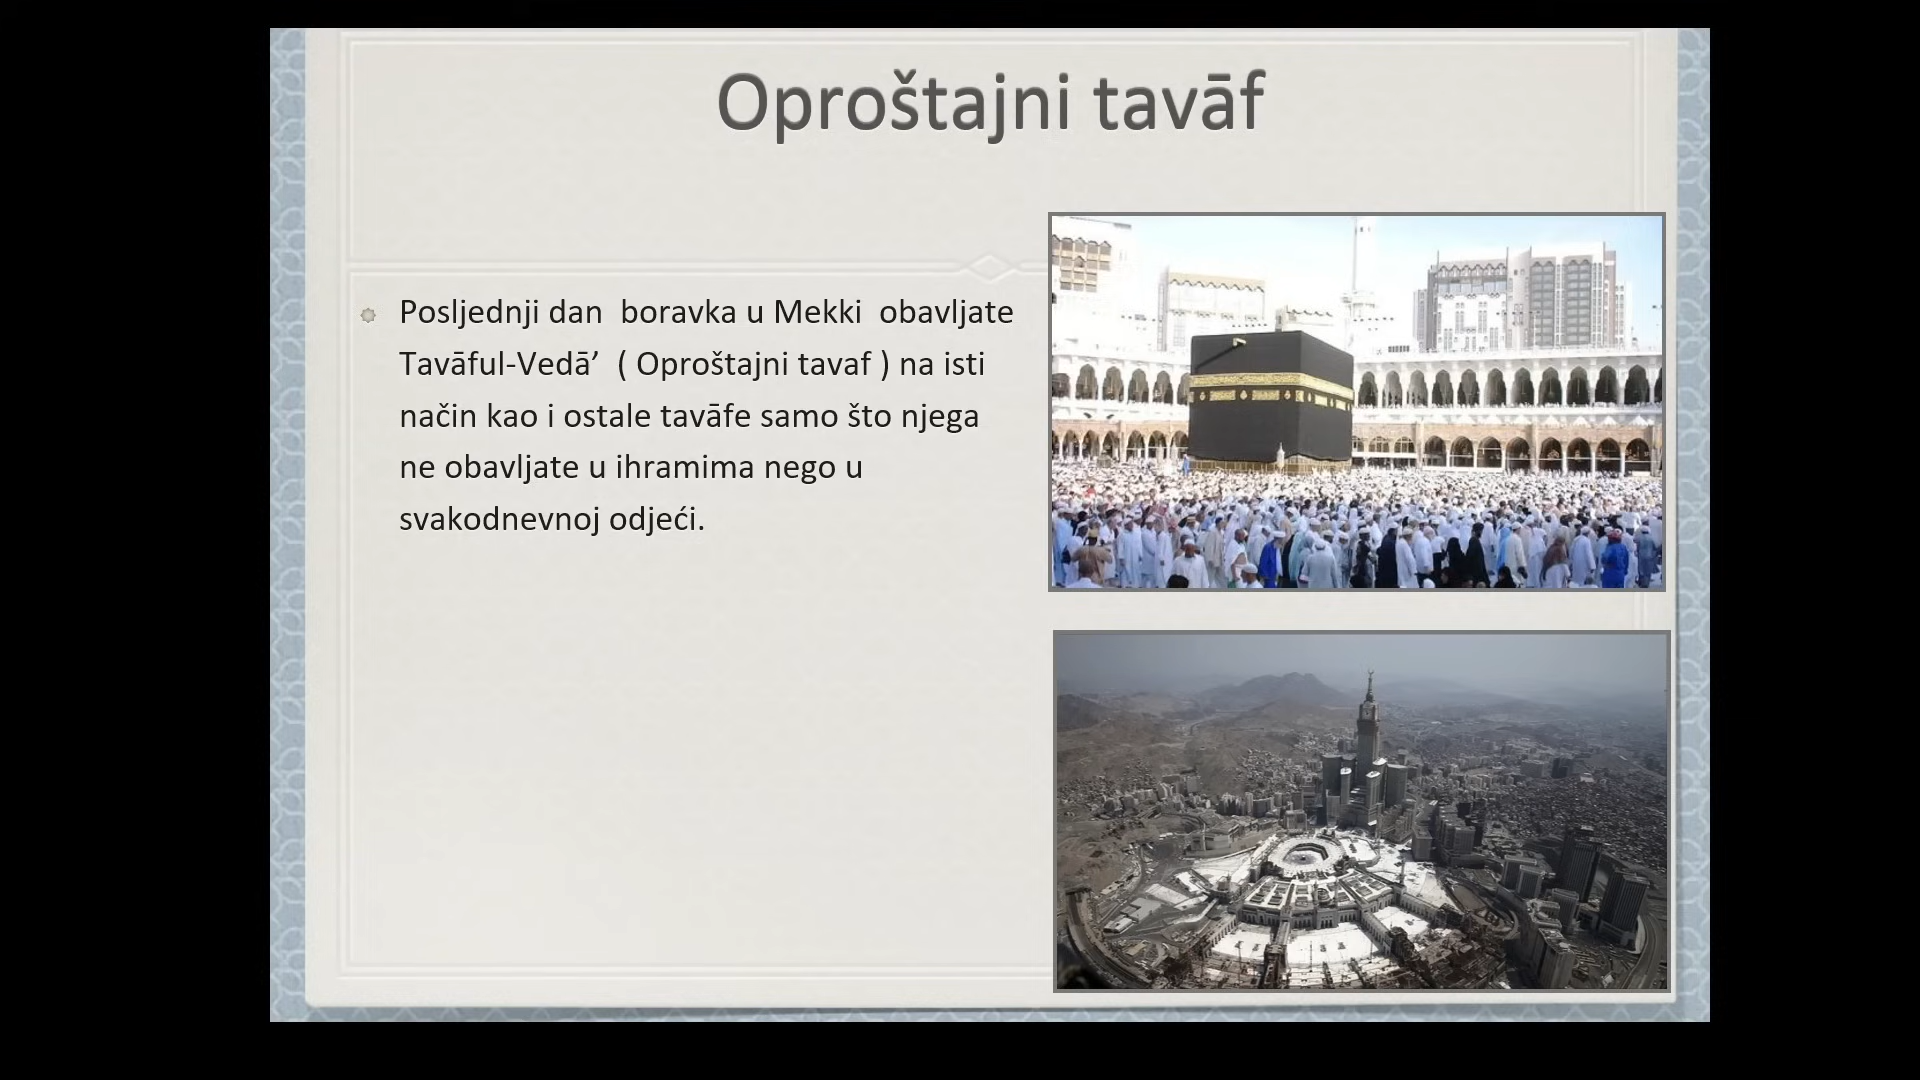 Oproštajni tavāf
Posljednji dan  boravka u Mekki  obavljate
Tavāful-Vedā’  ( Oproštajni tavaf ) na isti
način kao i ostale tavāfe samo što njega
ne obavljate u ihramima nego u
svakodnevnoj odjeći.